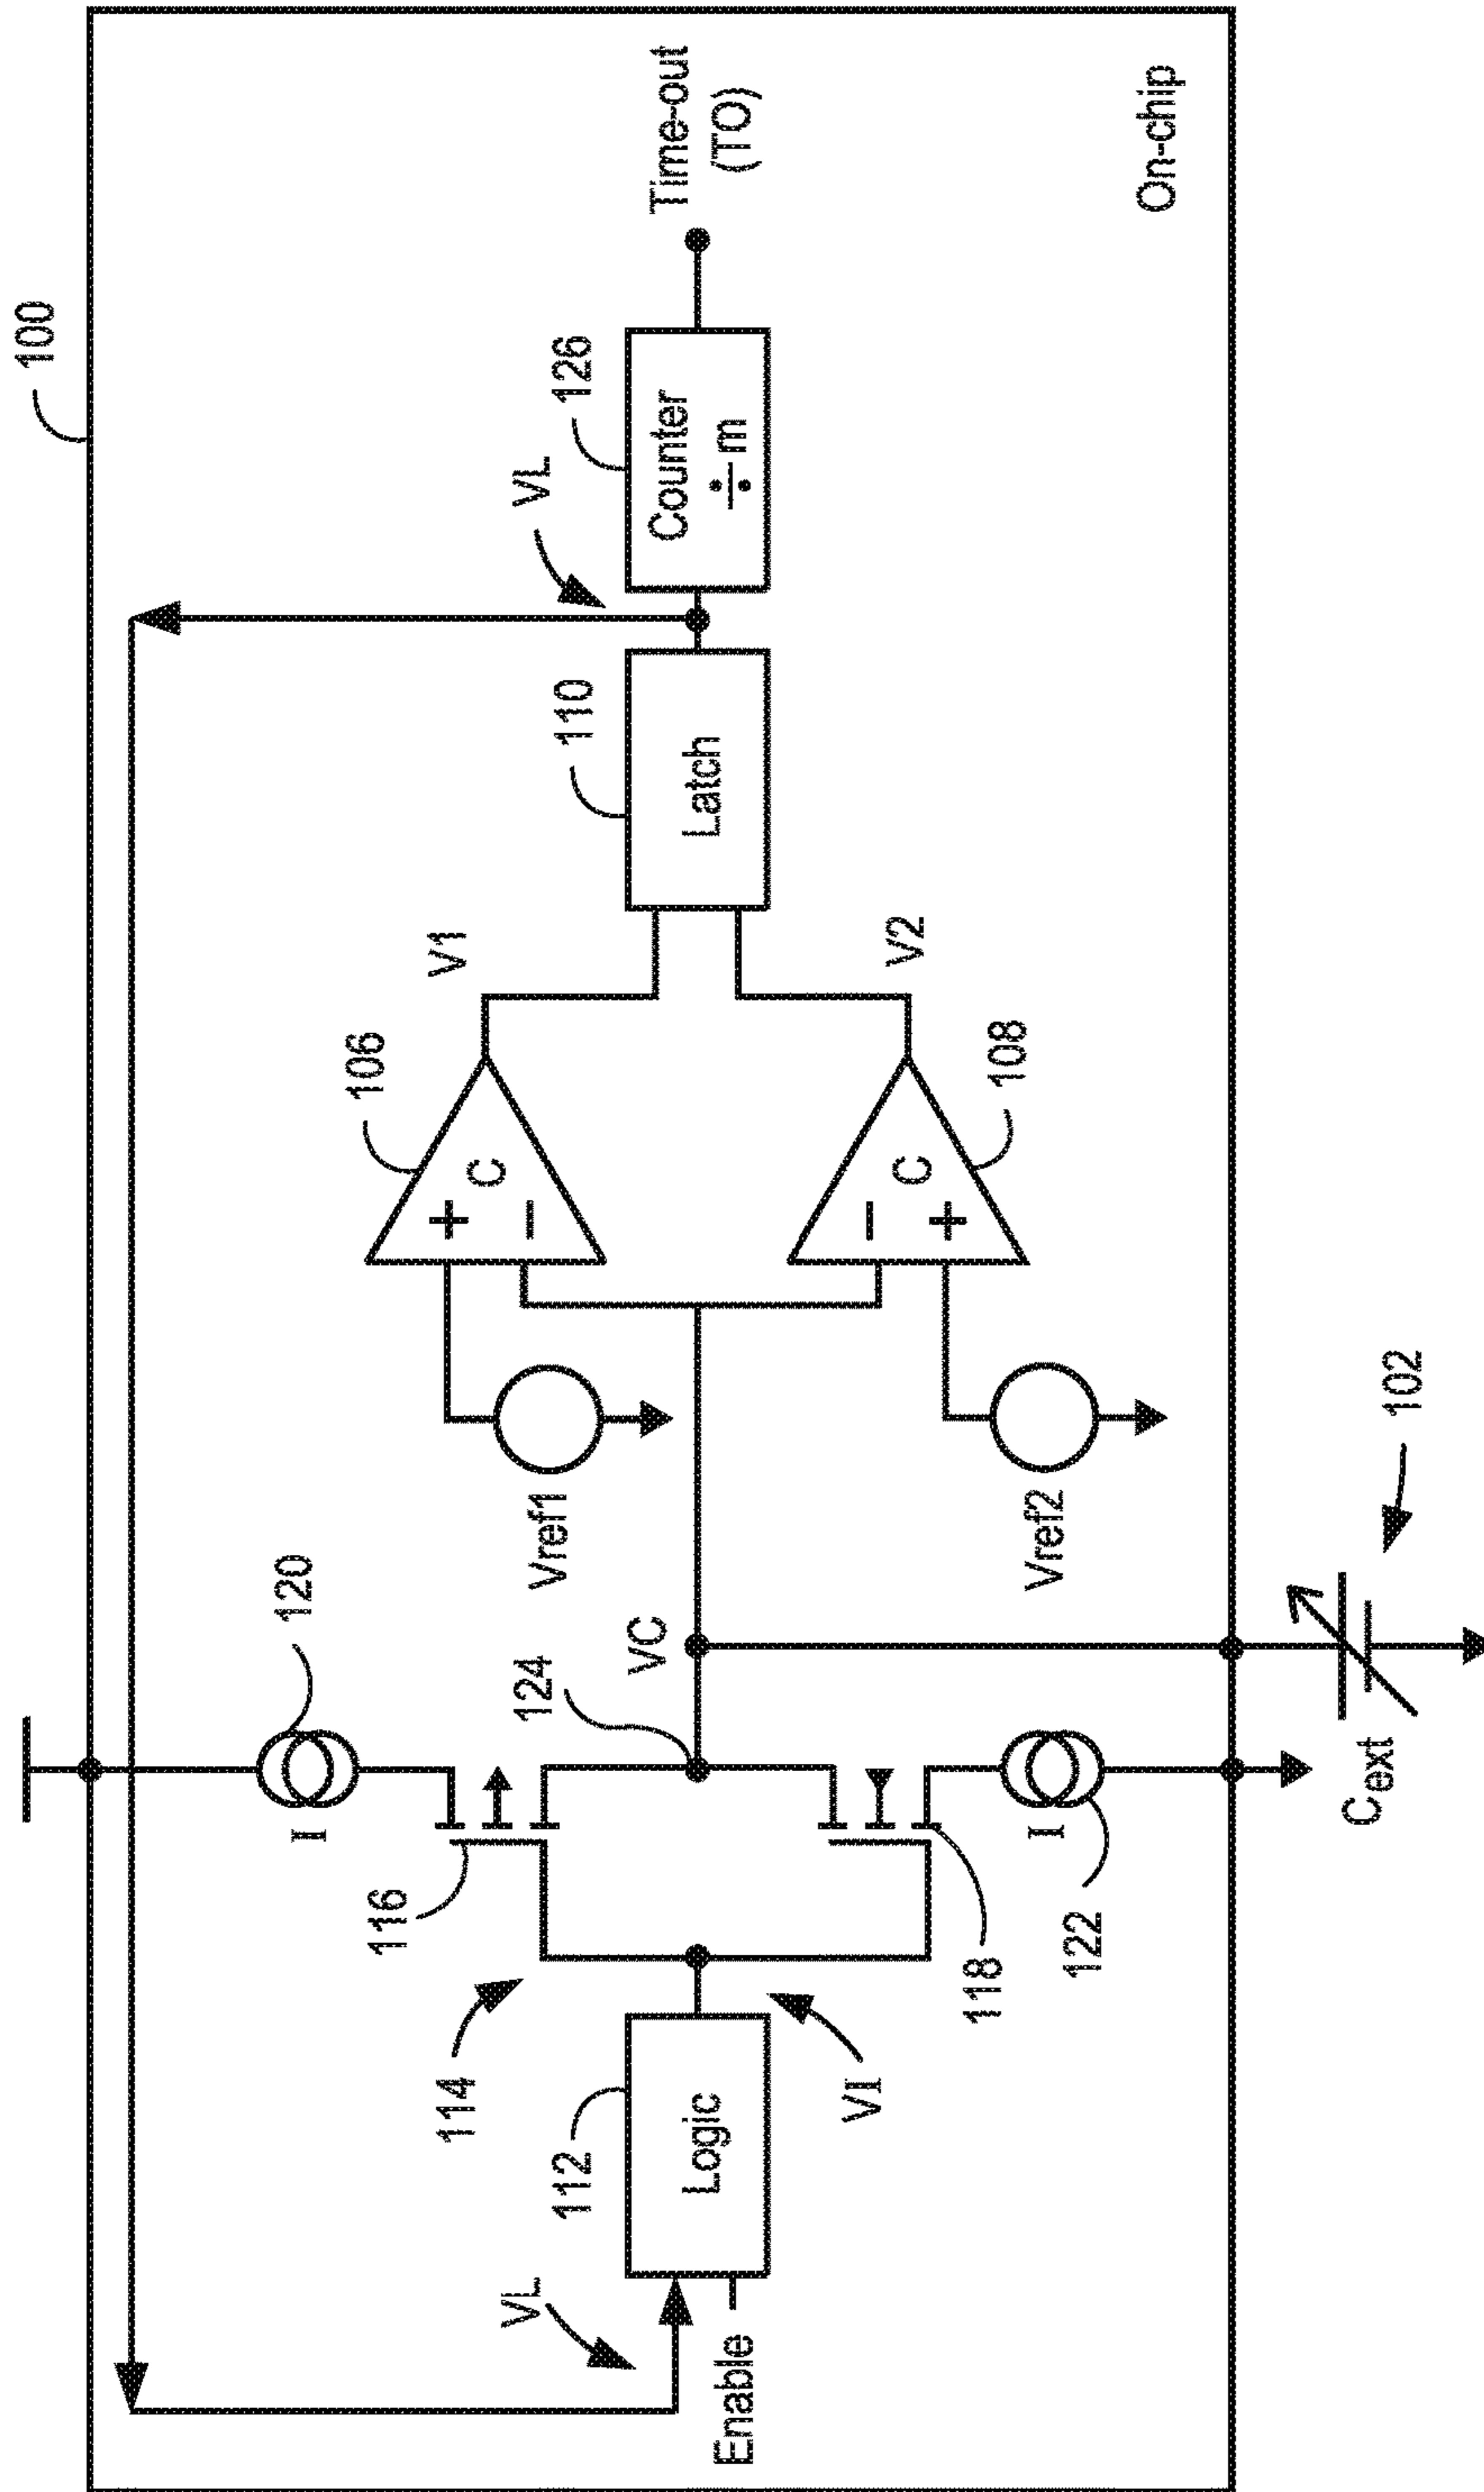 100
120
I
VL
116
106
V1
VL
Vref1
+
C
−
110
126
114
112
124
VC
Logic
Latch
Counter
÷ m
Time-out
(TO)
Enable
VI
118
I
122
Vref2
−
C
+
108
V2
On-chip
Cext
102